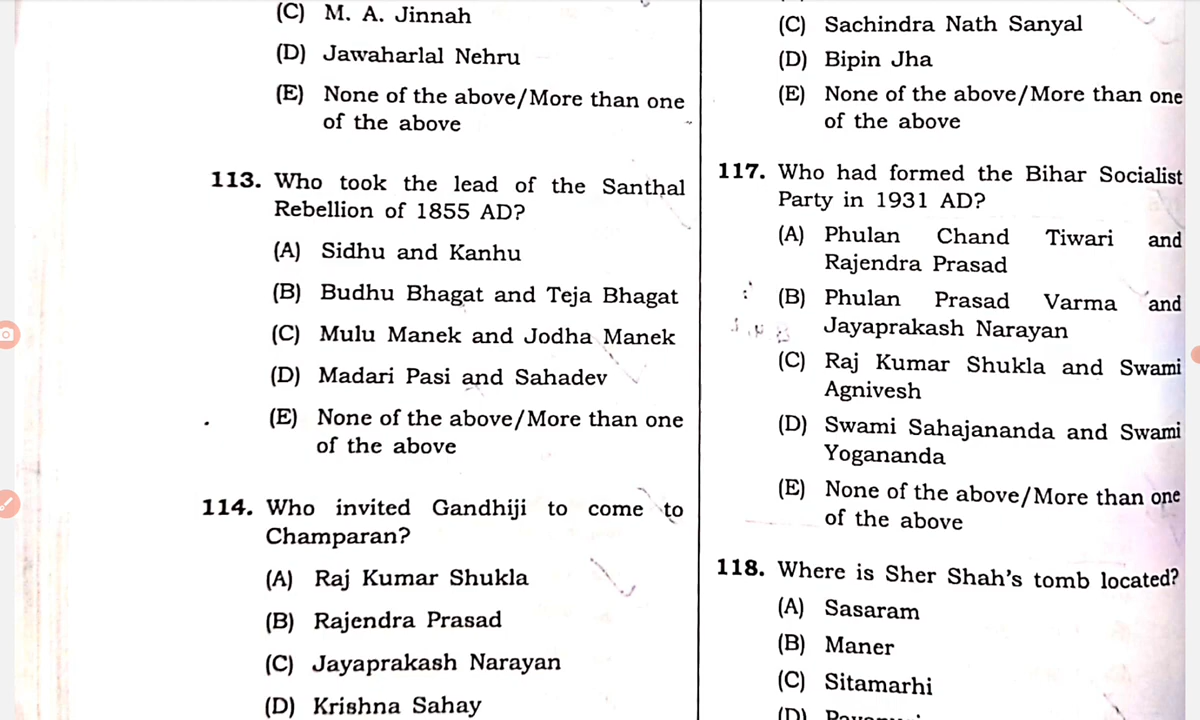 (C) M. A. Jinnah
(D) Jawaharlal Nehru
(E) None of the above/More than one
of the above
113. Who took the lead of the Santhal
Rebellion of 1855 AD?
(A) Sidhu and Kanhu
(B) Budhu Bhagat and Teja Bhagat
(C) Mulu Manek and Jodha Manek
(D) Madari Pasi and Sahadev
(E) None of the above/More than one
of the above
114. Who invited Gandhiji to come to
Champaran?
(A) Raj Kumar Shukla
(B) Rajendra Prasad
(C) Jayaprakash Narayan
(D) Krishna Sahay
(C) Sachindra Nath Sanyal
(D) Bipin Jha
(E) None of the above/More than one
of the above
117. Who had formed the Bihar Socialist
Party in 1931 AD?
(A) Phulan Chand Tiwari and
Rajendra Prasad
(B) Phulan Prasad Varma and
Jayaprakash Narayan
(C) Raj Kumar Shukla and Swami
Agnivesh
(D) Swami Sahajananda and Swami
Yogananda
(E) None of the above/More than one
of the above
118. Where is Sher Shah's tomb located?
(A) Sasaram
(B) Maner
(C) Sitamarhi
(D)